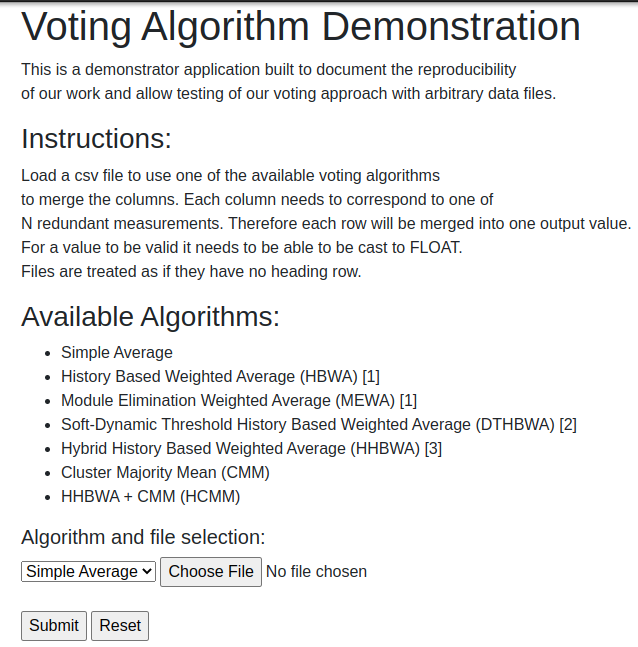 Voting Algorithm Demonstration
This is a demonstrator application built to document the reproducibility
of our work and allow testing of our voting approach with arbitrary data files.
Instructions:
Load a csv file to use one of the available voting algorithms
to merge the columns. Each column needs to correspond to one of
N redundant measurements. Therefore each row will be merged into one output value.
For a value to be valid it needs to be able to be cast to FLOAT.
Files are treated as if they have no heading row.
Available Algorithms:
Simple Average
History Based Weighted Average (HBWA) [1]
Module Elimination Weighted Average (MEWA) [1]
Soft-Dynamic Threshold History Based Weighted Average (DTHBWA) [2]
Hybrid History Based Weighted Average (HHBWA) [3]
Cluster Majority Mean (CMM)
HHBWA + CMM (HCMM)
Algorithm and file selection:
Simple Average Choose File No file chosen
Submit Reset